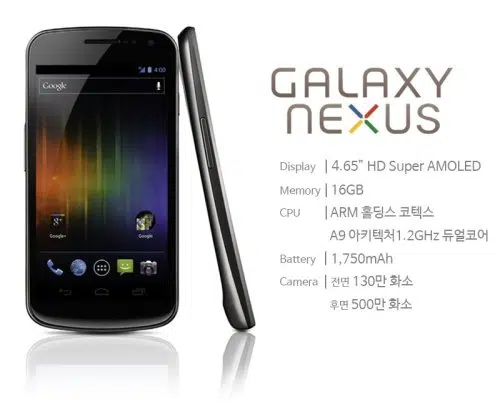 4:00
Google
GALAXY
NEXUS
Display | 4.65” HD Super AMOLED
Memory | 16GB
CPU | ARM 홀딩스 코텍스
A9 아키텍처1.2GHz 듀얼코어
Battery | 1,750mAh
Camera | 전면 130만 화소
후면 500만 화소
Google+
Google